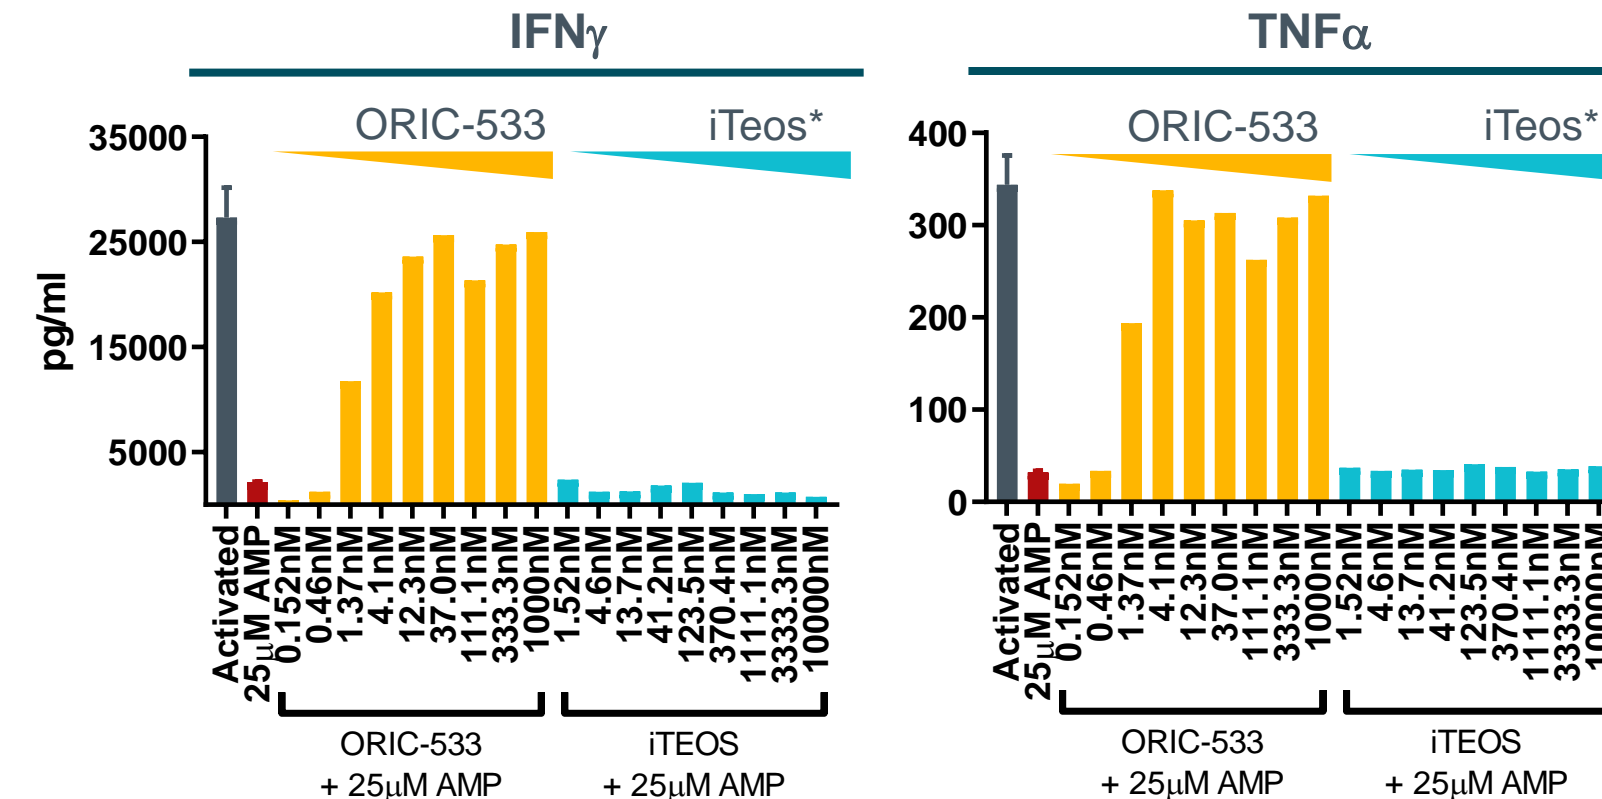 IFNγ
ORIC-533
iTeos*
pg/ml
35000
25000
15000
5000
Activated
25μM AMP
0.152nM
0.46nM
1.37nM
4.1nM
12.3nM
37.0nM
111.1nM
333.3nM
1000nM
1.52nM
4.6nM
13.7nM
41.2nM
123.5nM
370.4nM
1111.1nM
3333.3nM
10000nM
ORIC-533
+ 25μM AMP
iTEOS
+ 25μM AMP
TNFα
ORIC-533
iTeos*
400
300
200
100
0
Activated
25μM AMP
0.152nM
0.46nM
1.37nM
4.1nM
12.3nM
37.0nM
111.1nM
333.3nM
1000nM
1.52nM
4.6nM
13.7nM
41.2nM
123.5nM
370.4nM
1111.1nM
3333.3nM
10000nM
ORIC-533
+ 25μM AMP
iTEOS
+ 25μM AMP